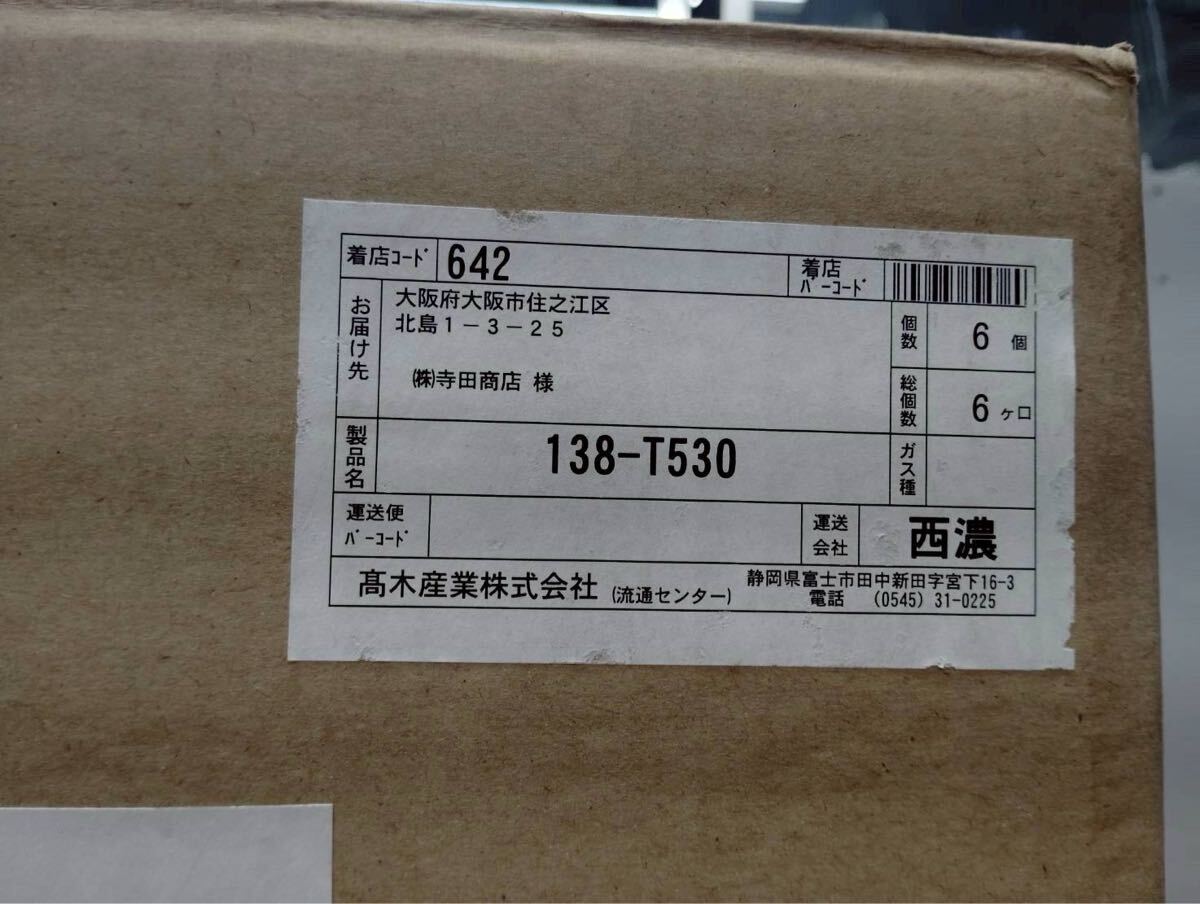 着店コード 642 着店バーコード
お届け先 大阪府大阪市住之江区
北島1-3-25
㈱寺田商店 様
個数 6 個
総個数 6 ケ口
製品名 138-T530 ガス種
運送便バーコード 運送会社 西濃
髙木産業株式会社 (流通センター) 静岡県富士市田中新田字宮下16-3
電話 (0545) 31-0225